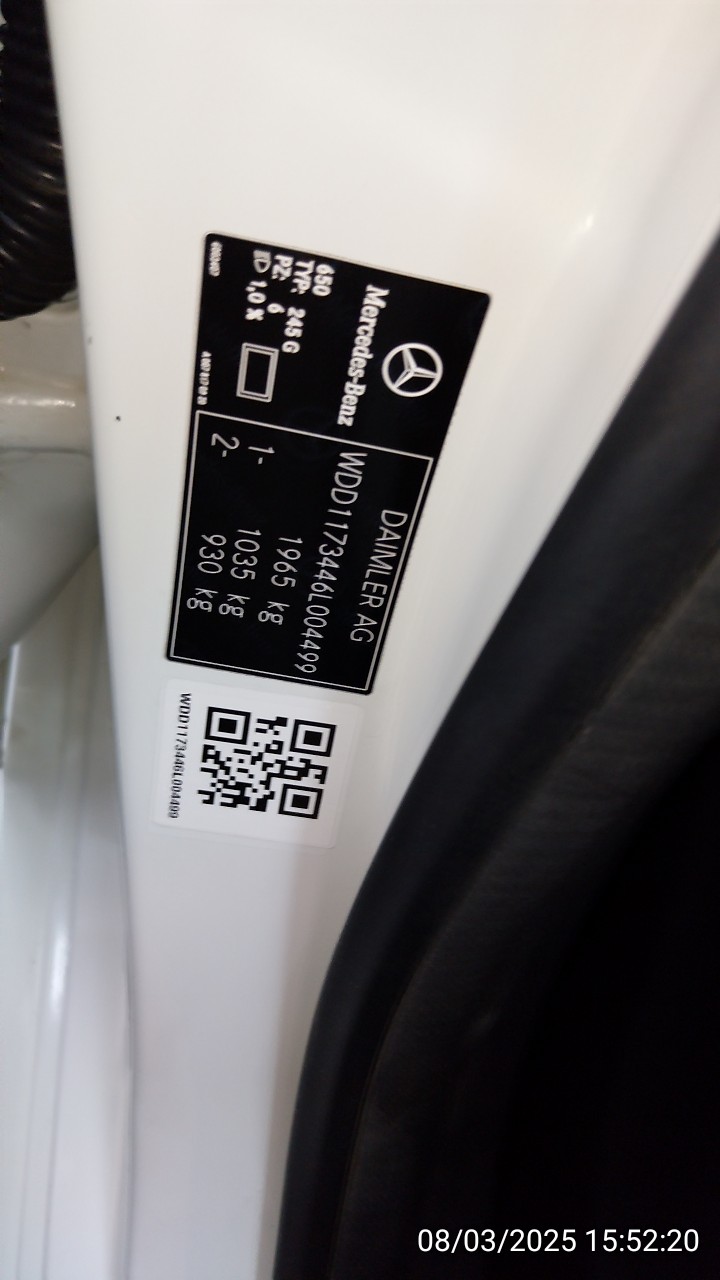 Mercedes-Benz
650
TYP: 245 G
PZ: 6
1,0 %
DAIMLER AG
WDD1173446L004499
1965 kg
1- 1035 kg
2- 930 kg
WDD1173446L004499
08/03/2025 15:52:20